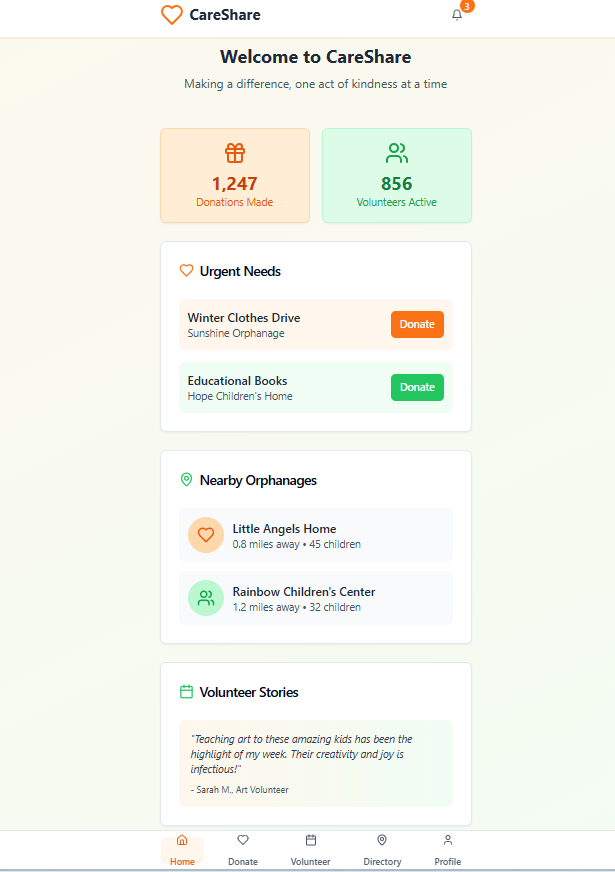 CareShare
3
Welcome to CareShare
Making a difference, one act of kindness at a time
1,247
Donations Made
856
Volunteers Active
Urgent Needs
Winter Clothes Drive
Sunshine Orphanage
Donate
Educational Books
Hope Children's Home
Donate
Nearby Orphanages
Little Angels Home
0.8 miles away • 45 children
Rainbow Children's Center
1.2 miles away • 32 children
Volunteer Stories
"Teaching art to these amazing kids has been the
highlight of my week. Their creativity and joy is
infectious!"
- Sarah M., Art Volunteer
Home
Donate
Volunteer
Directory
Profile